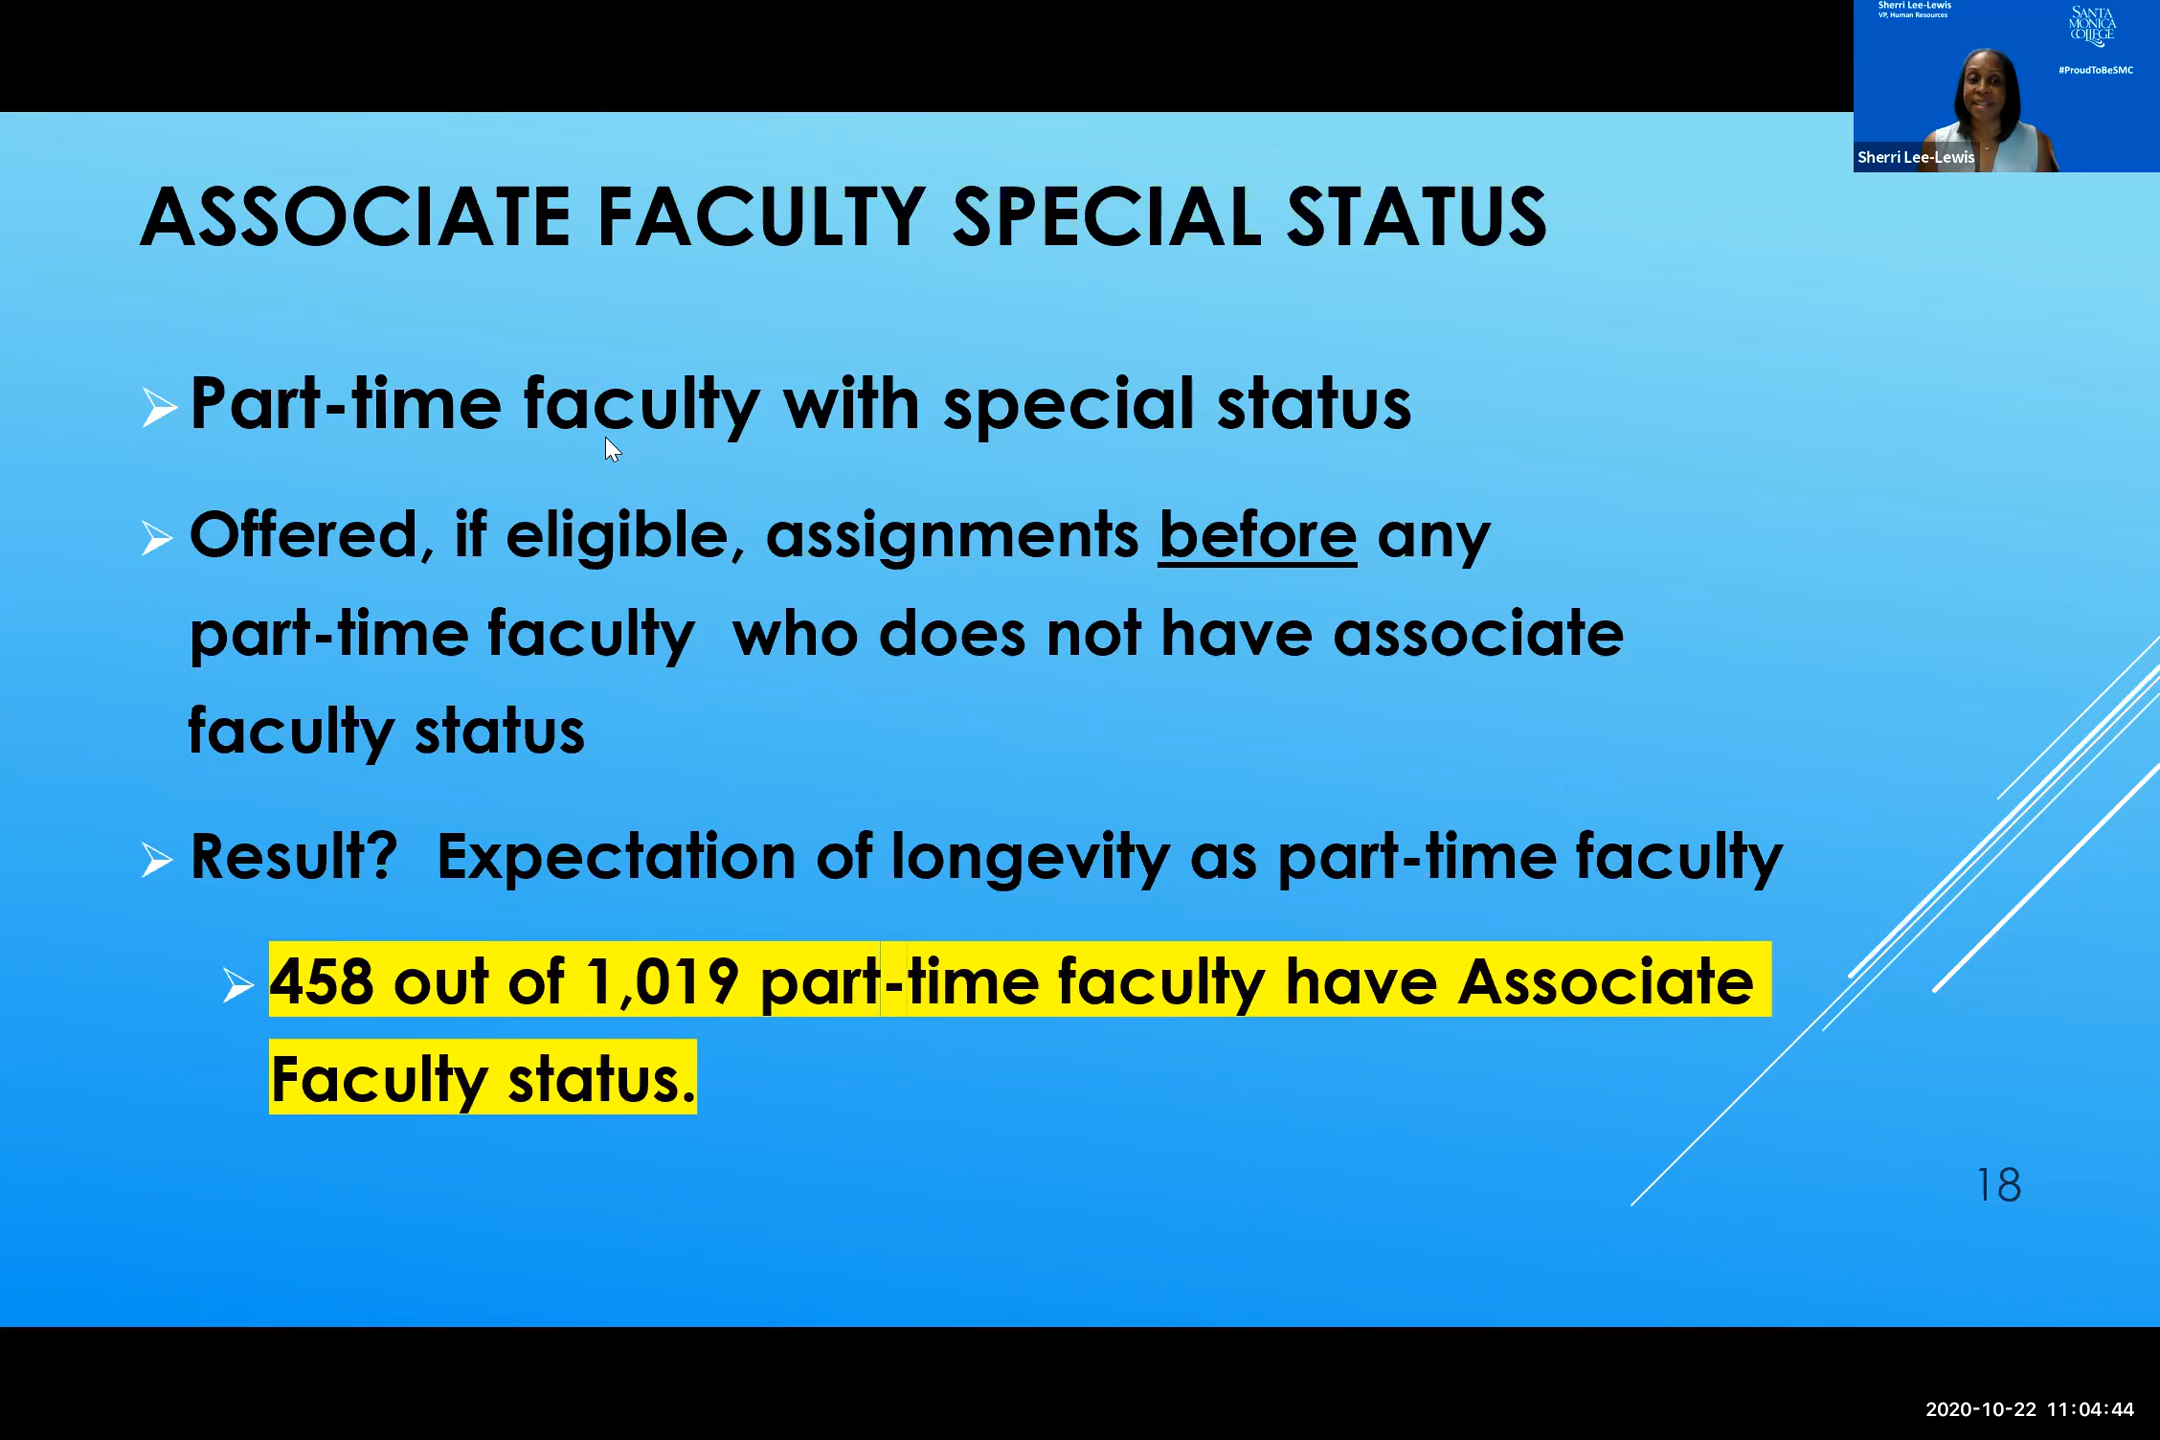 Sherri Lee-Lewis
VP, Human Resources
SANTA
MONICA
COLLEGE
#ProudToBeSMC
Sherri Lee-Lewis
ASSOCIATE FACULTY SPECIAL STATUS
Part-time faculty with special status
Offered, if eligible, assignments before any
part-time faculty who does not have associate
faculty status
Result? Expectation of longevity as part-time faculty
458 out of 1,019 part-time faculty have Associate
Faculty status.
18
2020-10-22 11:04:44